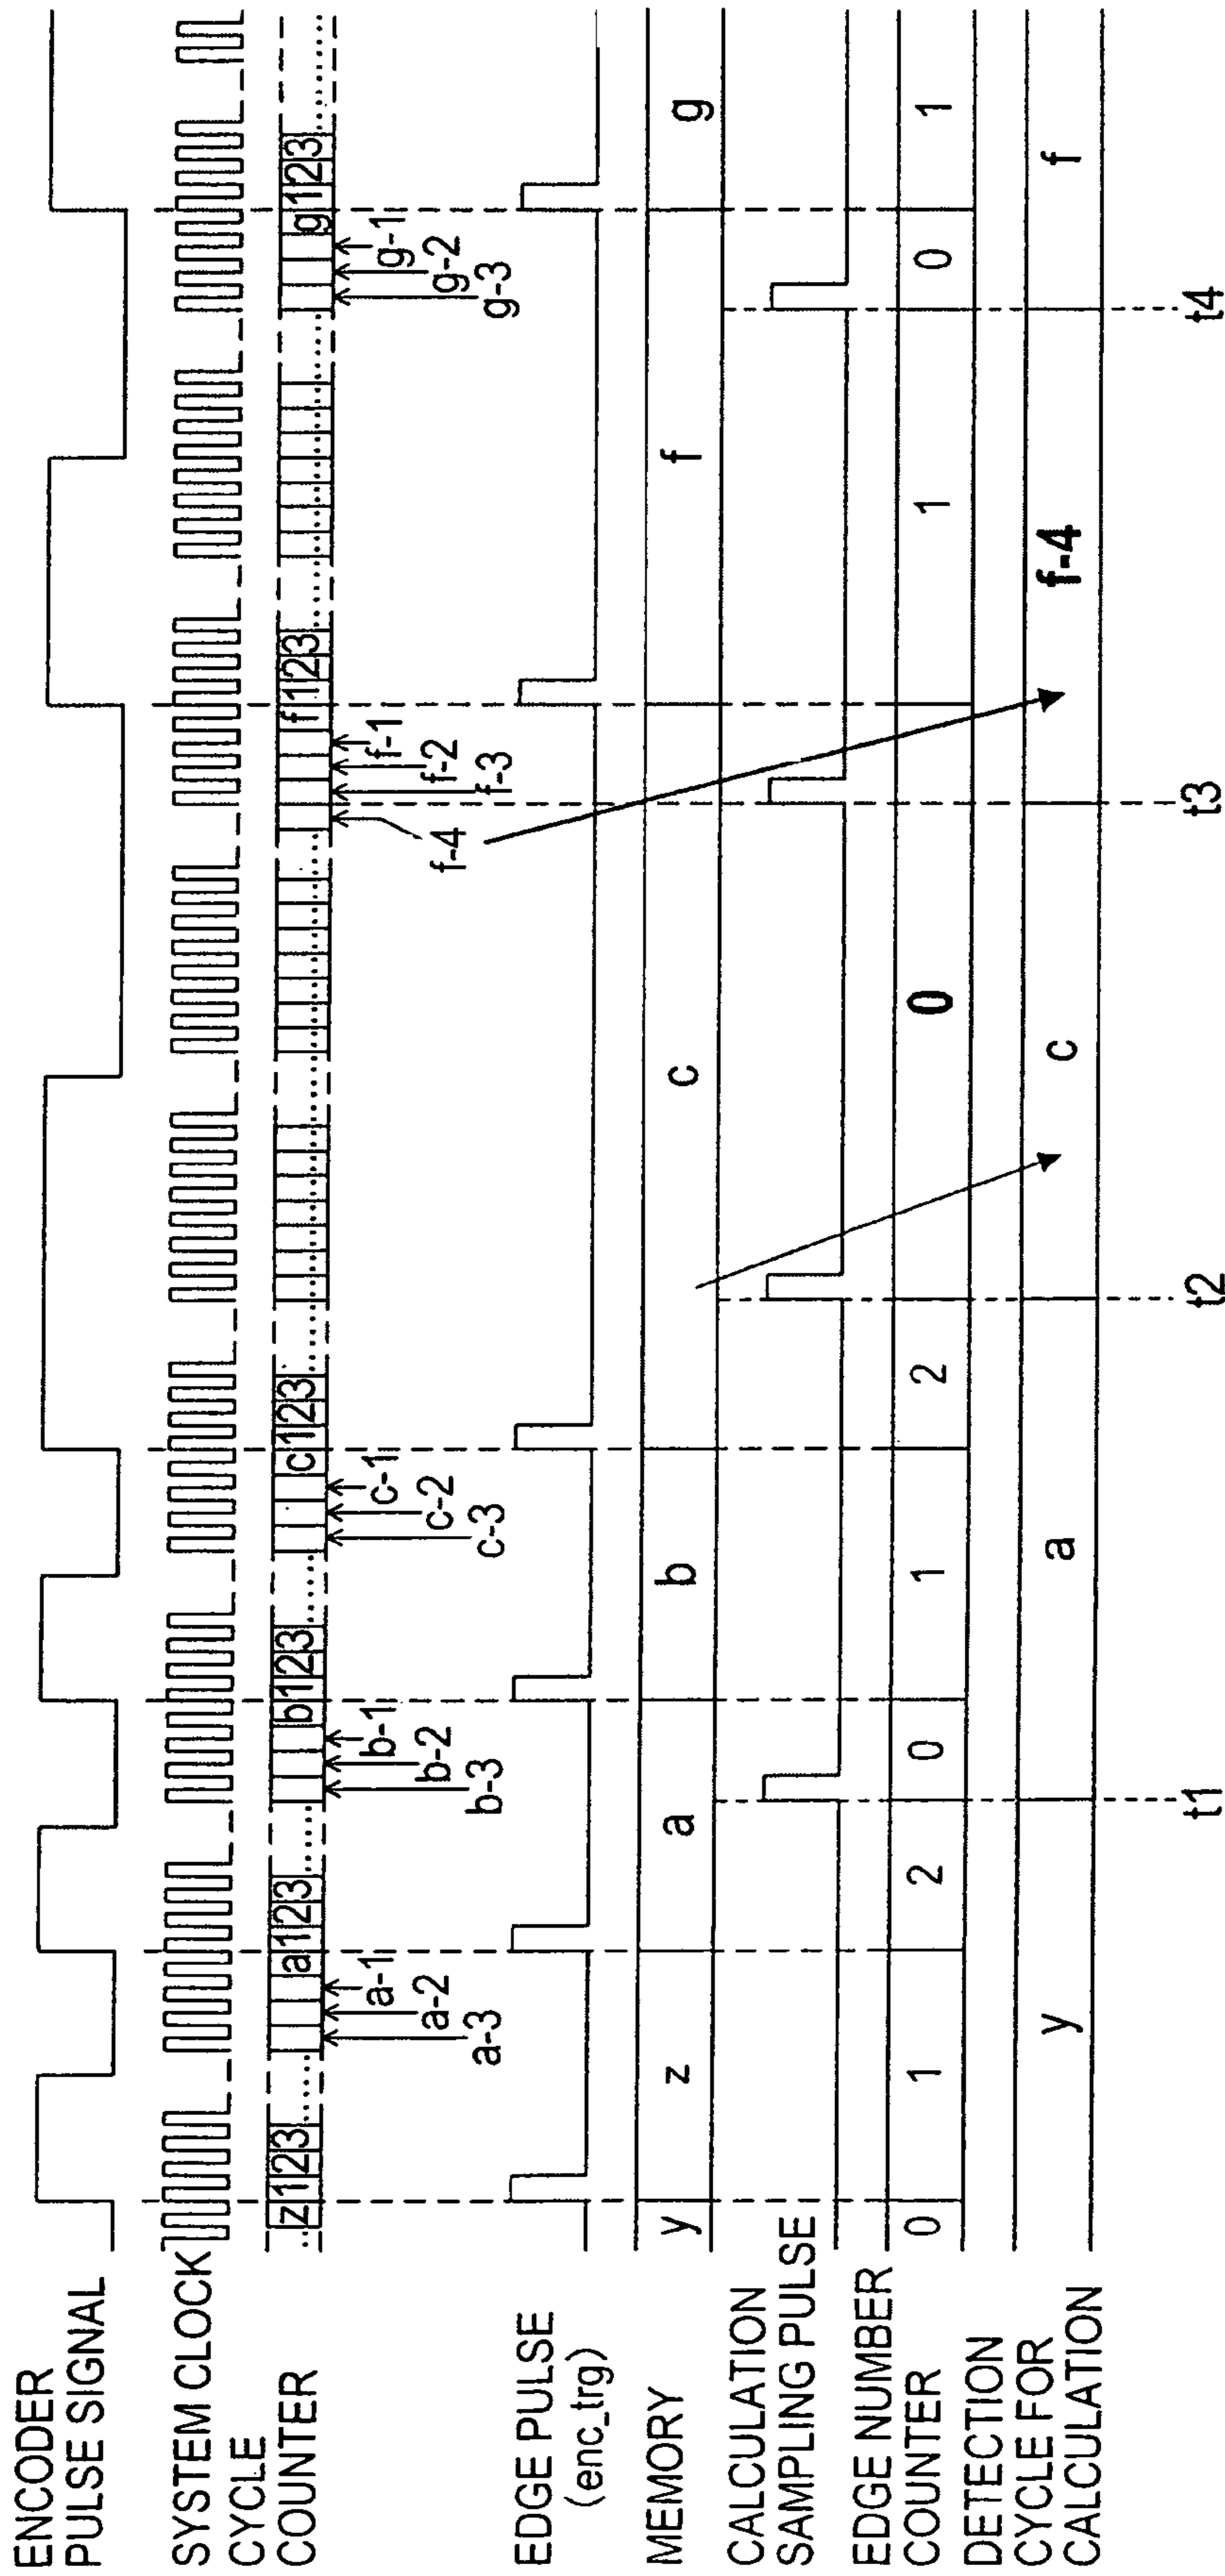 ENCODER
PULSE SIGNAL
SYSTEM CLOCK
CYCLE
COUNTER
z 1 2 3 a 1 2 3 b 1 2 3 c 1 2 3 f 1 2 3 g 1 2 3
a-1 b-1 c-1 f-1 g-1
a-2 b-2 c-2 f-2 g-2
a-3 b-3 c-3 f-4 f-3 g-3
EDGE PULSE
(enc_trg)
MEMORY
y z a b c f g
CALCULATION
SAMPLING PULSE
EDGE NUMBER
COUNTER
0 1 2 0 1 2 0 1 0 1
DETECTION
CYCLE FOR
CALCULATION
y a c f-4 f
t1 t2 t3 t4